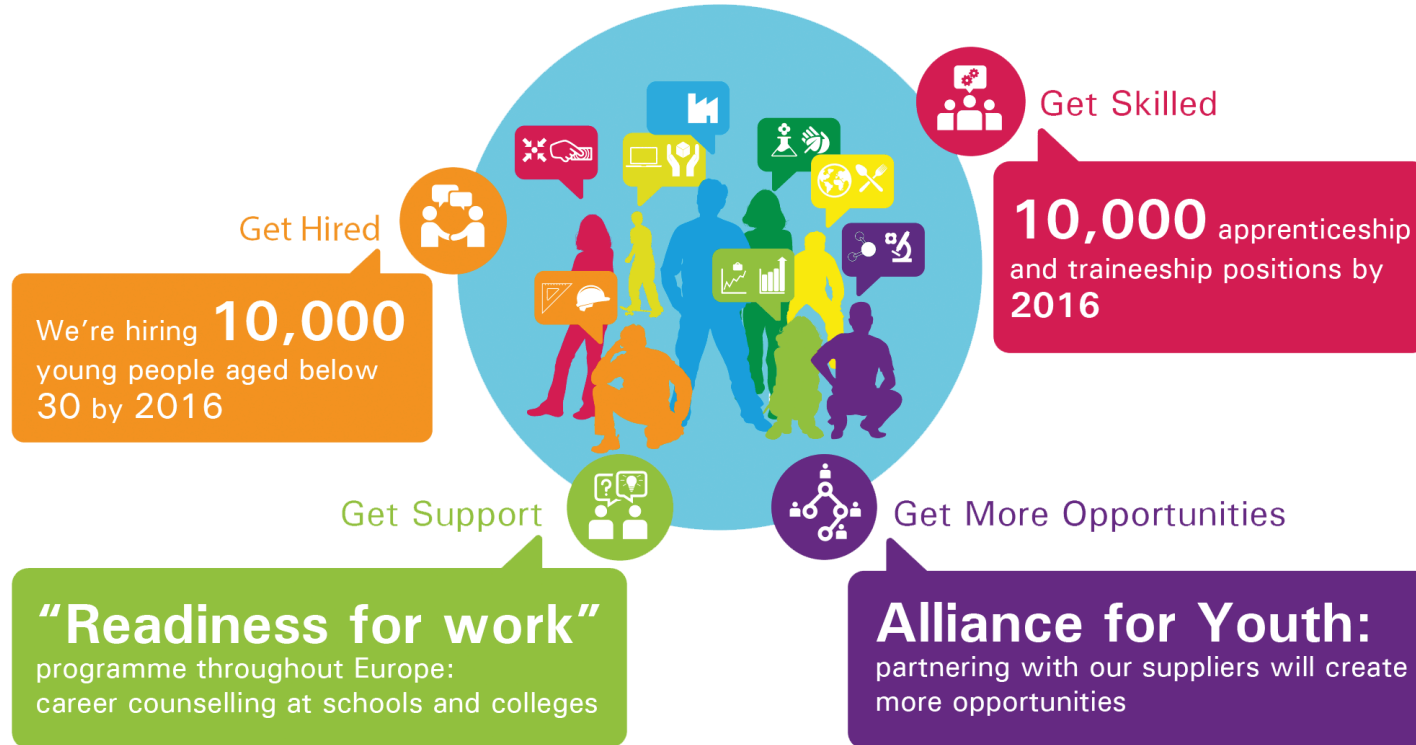 Get Hired
We're hiring 10,000
young people aged below
30 by 2016
Get Skilled
10,000 apprenticeship
and traineeship positions by
2016
Get Support
“Readiness for work”
programme throughout Europe:
career counselling at schools and colleges
Get More Opportunities
Alliance for Youth:
partnering with our suppliers will create
more opportunities